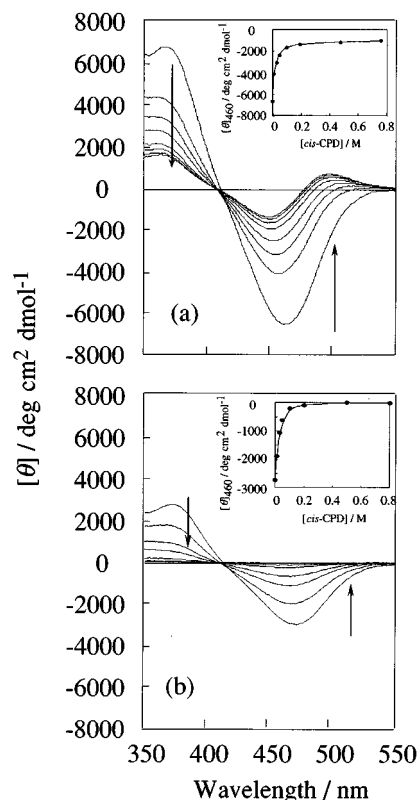 [θ] / deg cm² dmol⁻¹
8000
6000
4000
2000
0
-2000
-4000
-6000
-8000
(a)
[θ]₄₆₀ / deg cm² dmol⁻¹
0
-2000
-4000
-6000
-8000
0 0.2 0.4 0.6 0.8
[cis-CPD] / M
8000
6000
4000
2000
0
-2000
-4000
-6000
-8000
(b)
[θ]₄₆₀ / deg cm² dmol⁻¹
0
-1000
-2000
-3000
0 0.2 0.4 0.6 0.8
[cis-CPD] / M
350 400 450 500 550
Wavelength / nm